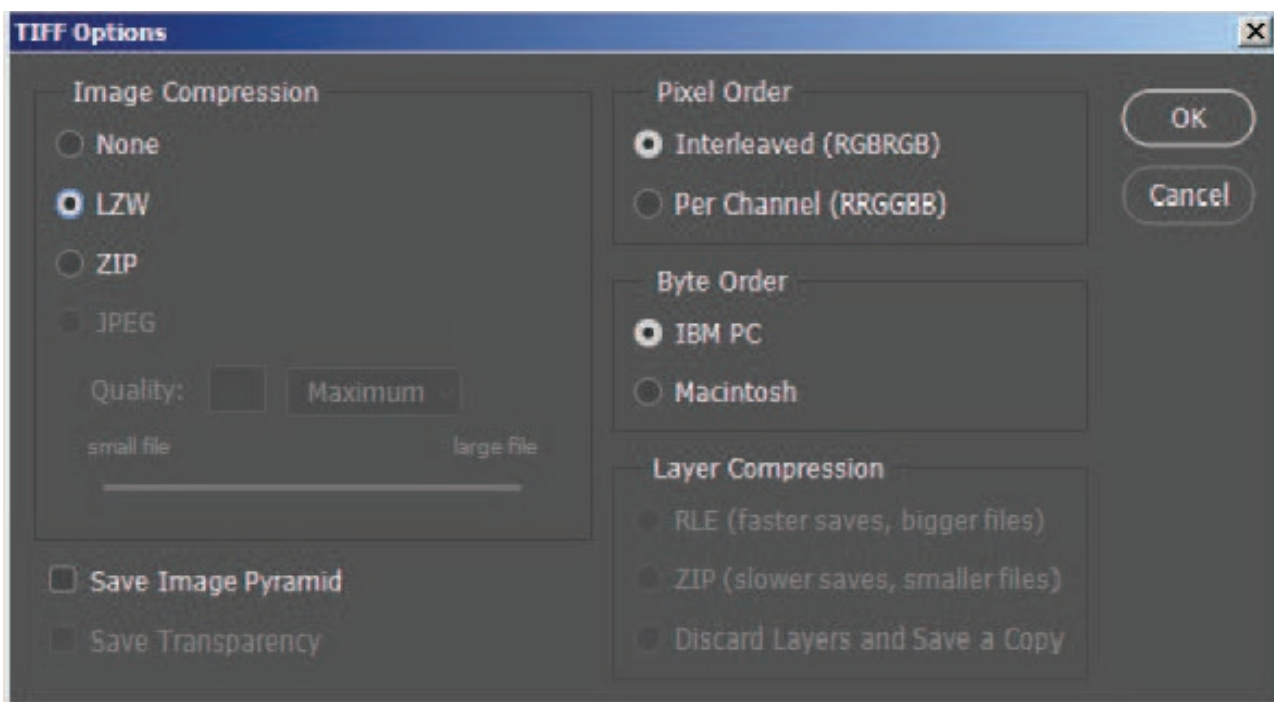 TIFF Options
Image Compression
None
LZW
ZIP
JPEG
Quality: Maximum
small file large file
Save Image Pyramid
Save Transparency
Pixel Order
Interleaved (RGBRGB)
Per Channel (RRGGBB)
Byte Order
IBM PC
Macintosh
Layer Compression
RLE (faster saves, bigger files)
ZIP (slower saves, smaller files)
Discard Layers and Save a Copy
OK
Cancel